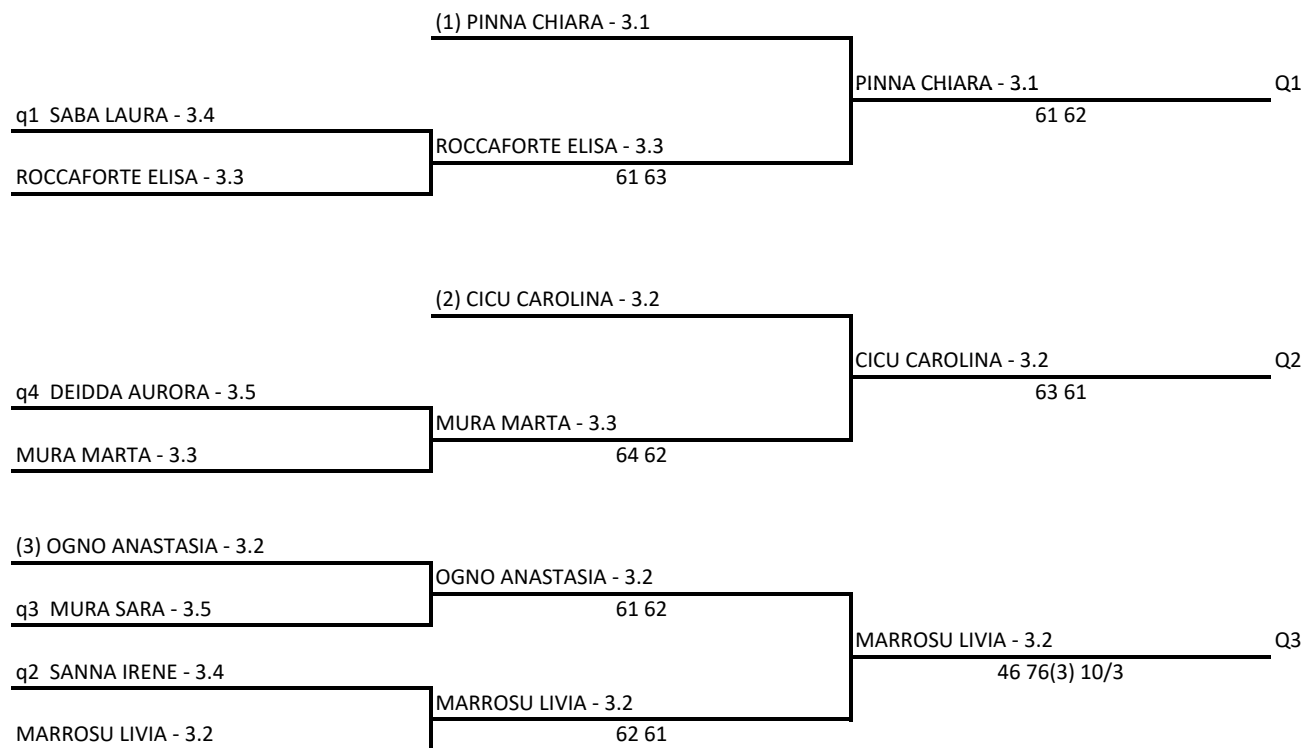 (1) PINNA CHIARA - 3.1
PINNA CHIARA - 3.1 Q1
q1 SABA LAURA - 3.4 61 62
ROCCAFORTE ELISA - 3.3
ROCCAFORTE ELISA - 3.3 61 63
(2) CICU CAROLINA - 3.2
CICU CAROLINA - 3.2 Q2
q4 DEIDDA AURORA - 3.5 63 61
MURA MARTA - 3.3
MURA MARTA - 3.3 64 62
(3) OGNO ANASTASIA - 3.2
OGNO ANASTASIA - 3.2
q3 MURA SARA - 3.5 61 62
MARROSU LIVIA - 3.2 Q3
q2 SANNA IRENE - 3.4 46 76(3) 10/3
MARROSU LIVIA - 3.2
MARROSU LIVIA - 3.2 62 61